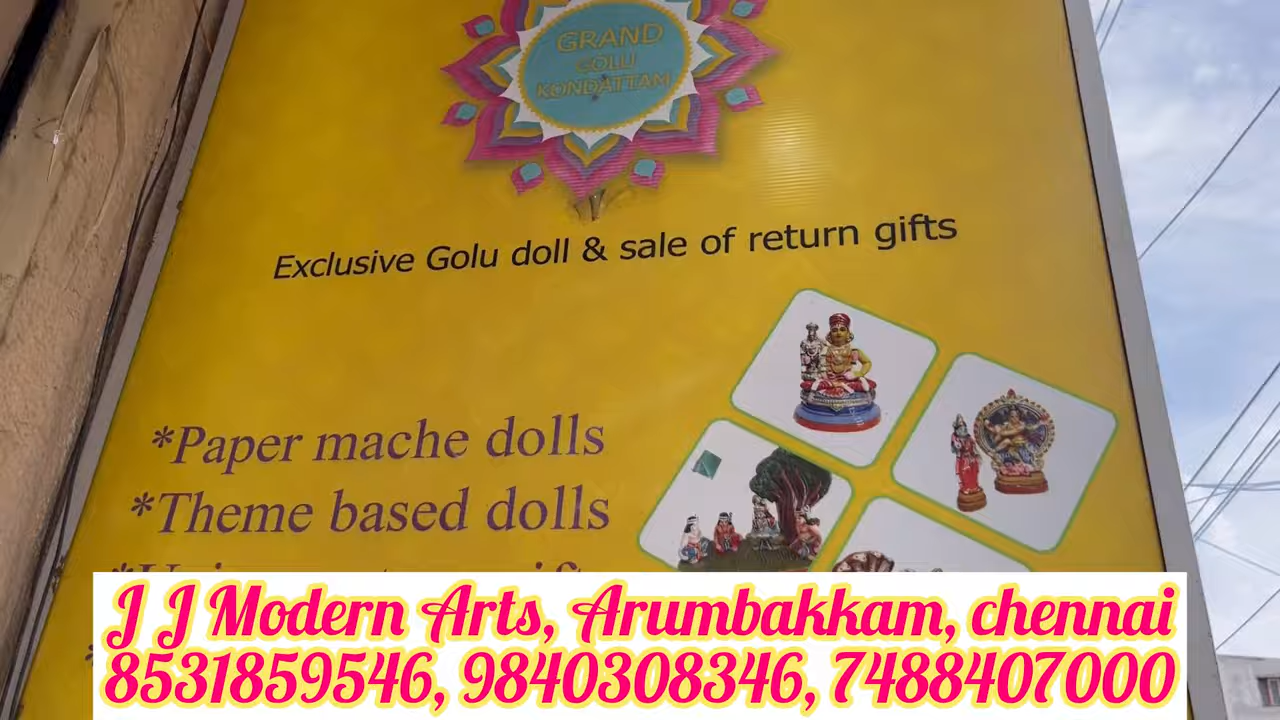 GRAND
GOLU
KONDATTAM
Exclusive Golu doll & sale of return gifts
*Paper mache dolls
*Theme based dolls
J J Modern Arts, Arumbakkam, chennai
8531859546, 9840308346, 7488407000